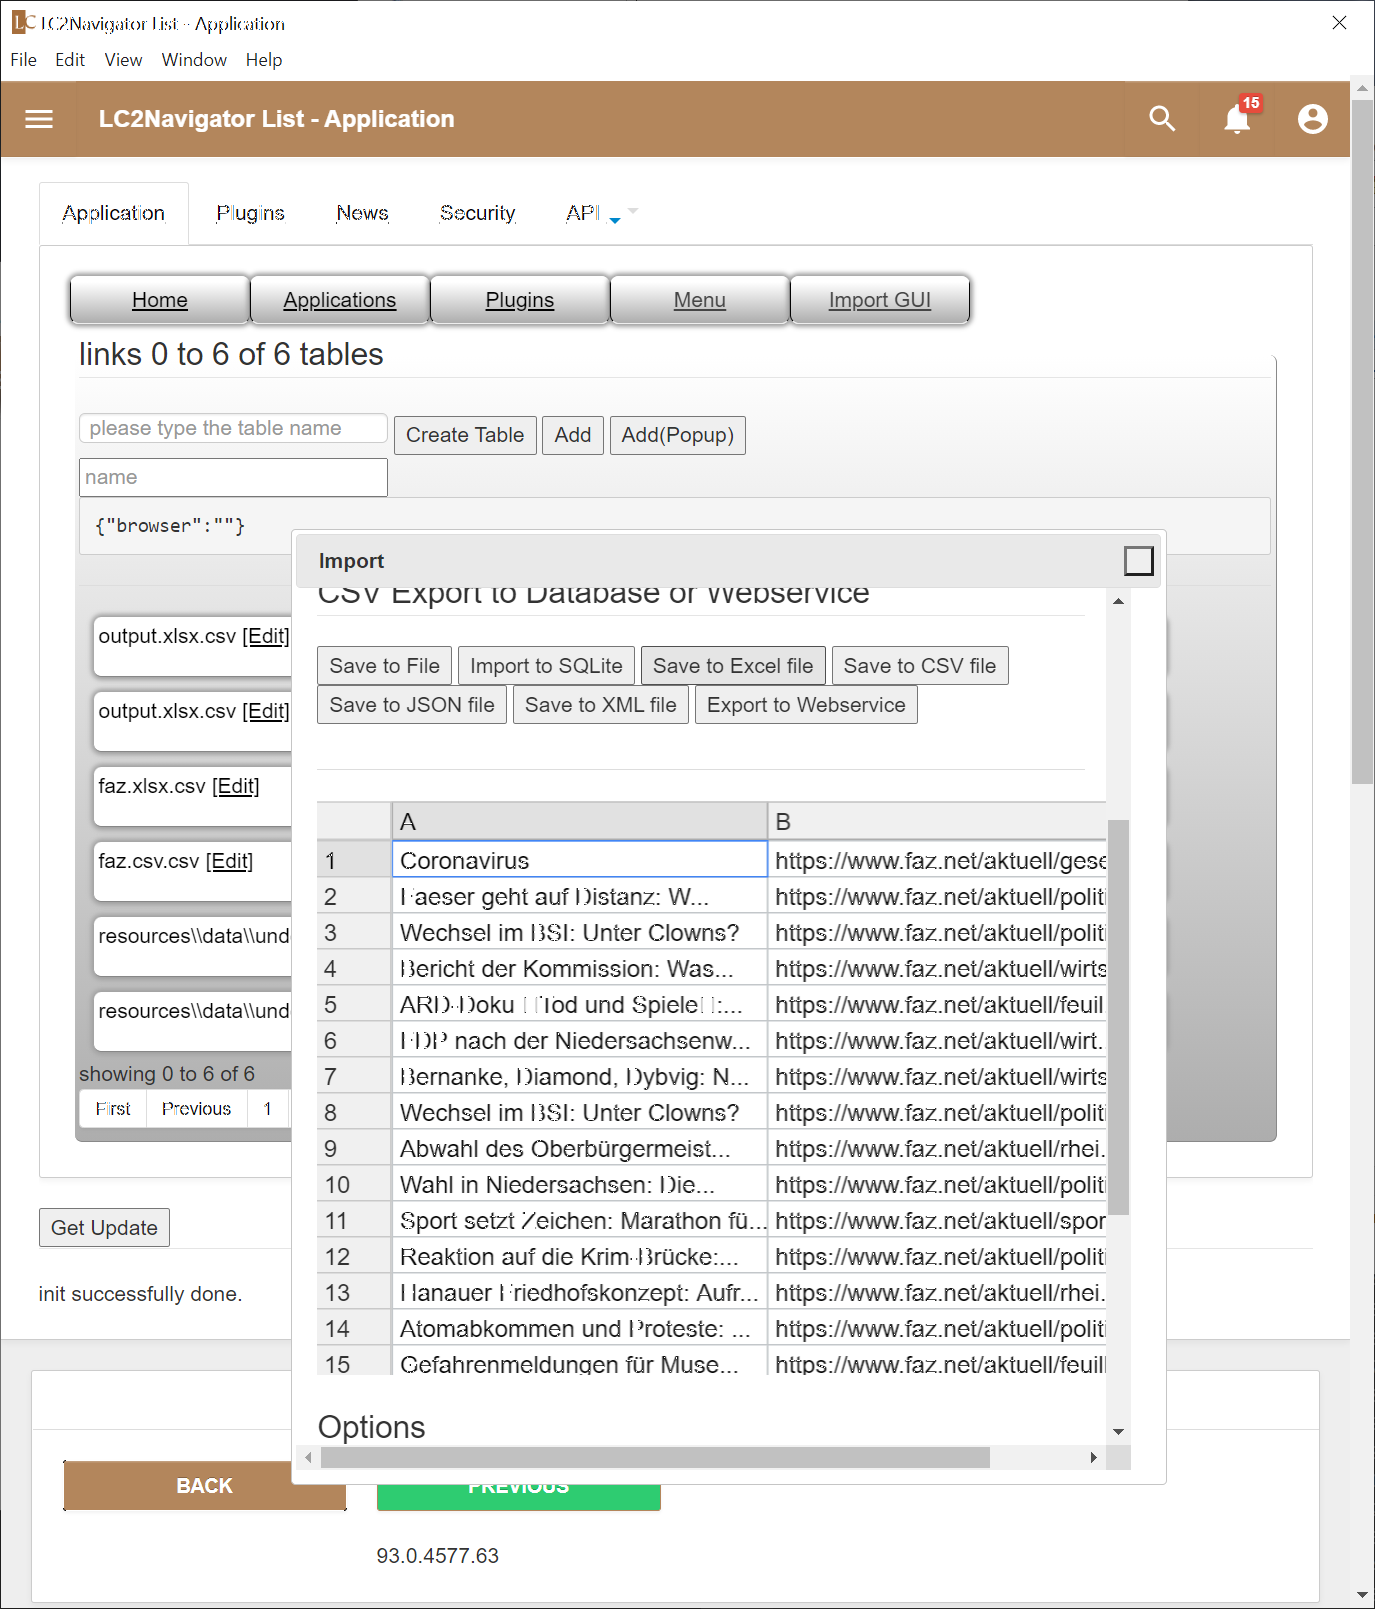 LC LC2Navigator List - Application
File Edit View Window Help
LC2Navigator List - Application
15
Application Plugins News Security API
Home Applications Plugins Menu Import GUI
links 0 to 6 of 6 tables
please type the table name Create Table Add Add(Popup)
name
{"browser":""}
output.xlsx.csv [Edit]
output.xlsx.csv [Edit]
faz.xlsx.csv [Edit]
faz.csv.csv [Edit]
resources\\data\\und
resources\\data\\und
showing 0 to 6 of 6
First Previous 1
Get Update
init successfully done.
Import
CSV Export to Database or Webservice
Save to File Import to SQLite Save to Excel file Save to CSV file
Save to JSON file Save to XML file Export to Webservice
A B
1 Coronavirus https://www.faz.net/aktuell/gese
2 Faeser geht auf Distanz: W... https://www.faz.net/aktuell/politi
3 Wechsel im BSI: Unter Clowns? https://www.faz.net/aktuell/politi
4 Bericht der Kommission: Was... https://www.faz.net/aktuell/wirts
5 ARD-Doku Tod und Spiele :... https://www.faz.net/aktuell/feuil
6 FDP nach der Niedersachsenw... https://www.faz.net/aktuell/wirt.
7 Bernanke, Diamond, Dybvig: N... https://www.faz.net/aktuell/wirts
8 Wechsel im BSI: Unter Clowns? https://www.faz.net/aktuell/politi
9 Abwahl des Oberbürgermeist... https://www.faz.net/aktuell/rhei.
10 Wahl in Niedersachsen: Die... https://www.faz.net/aktuell/politi
11 Sport setzt Zeichen: Marathon fü... https://www.faz.net/aktuell/spor
12 Reaktion auf die Krim-Brücke:... https://www.faz.net/aktuell/politi
13 Hanauer Friedhofskonzept: Aufr... https://www.faz.net/aktuell/rhei.
14 Atomabkommen und Proteste: ... https://www.faz.net/aktuell/politi
15 Gefahrenmeldungen für Muse... https://www.faz.net/aktuell/feuill
Options
BACK PREVIOUS
93.0.4577.63